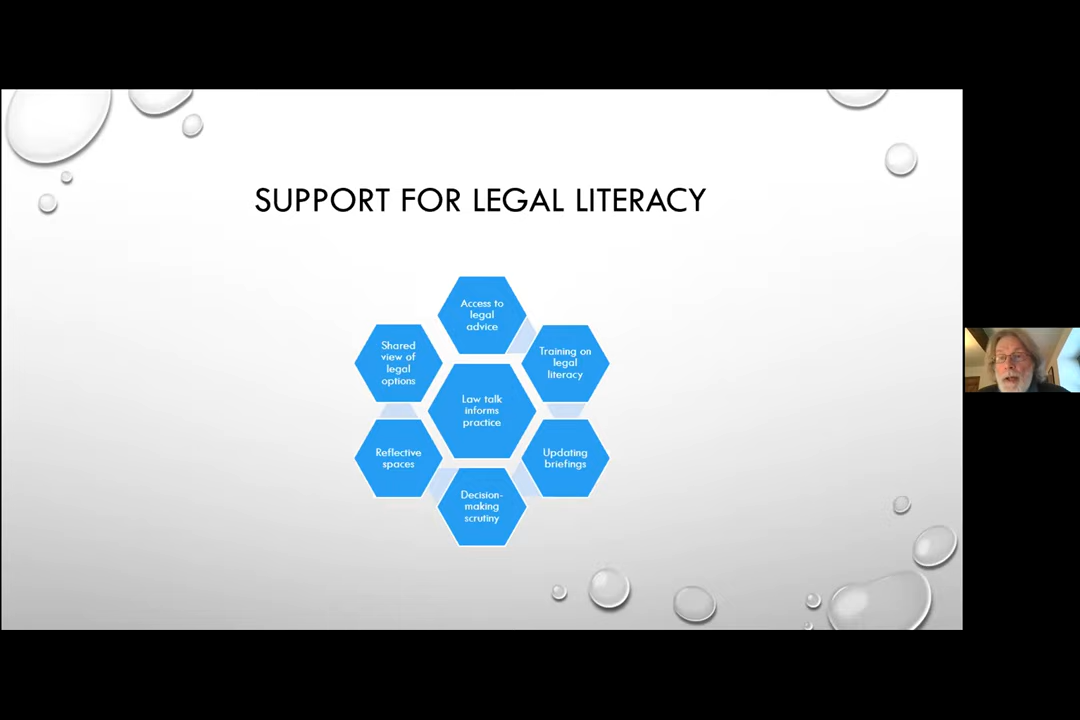 SUPPORT FOR LEGAL LITERACY
Access to
legal
advice
Training on
legal
literacy
Updating
briefings
Decision-
making
scrutiny
Reflective
spaces
Shared
view of
legal
options
Law talk
informs
practice